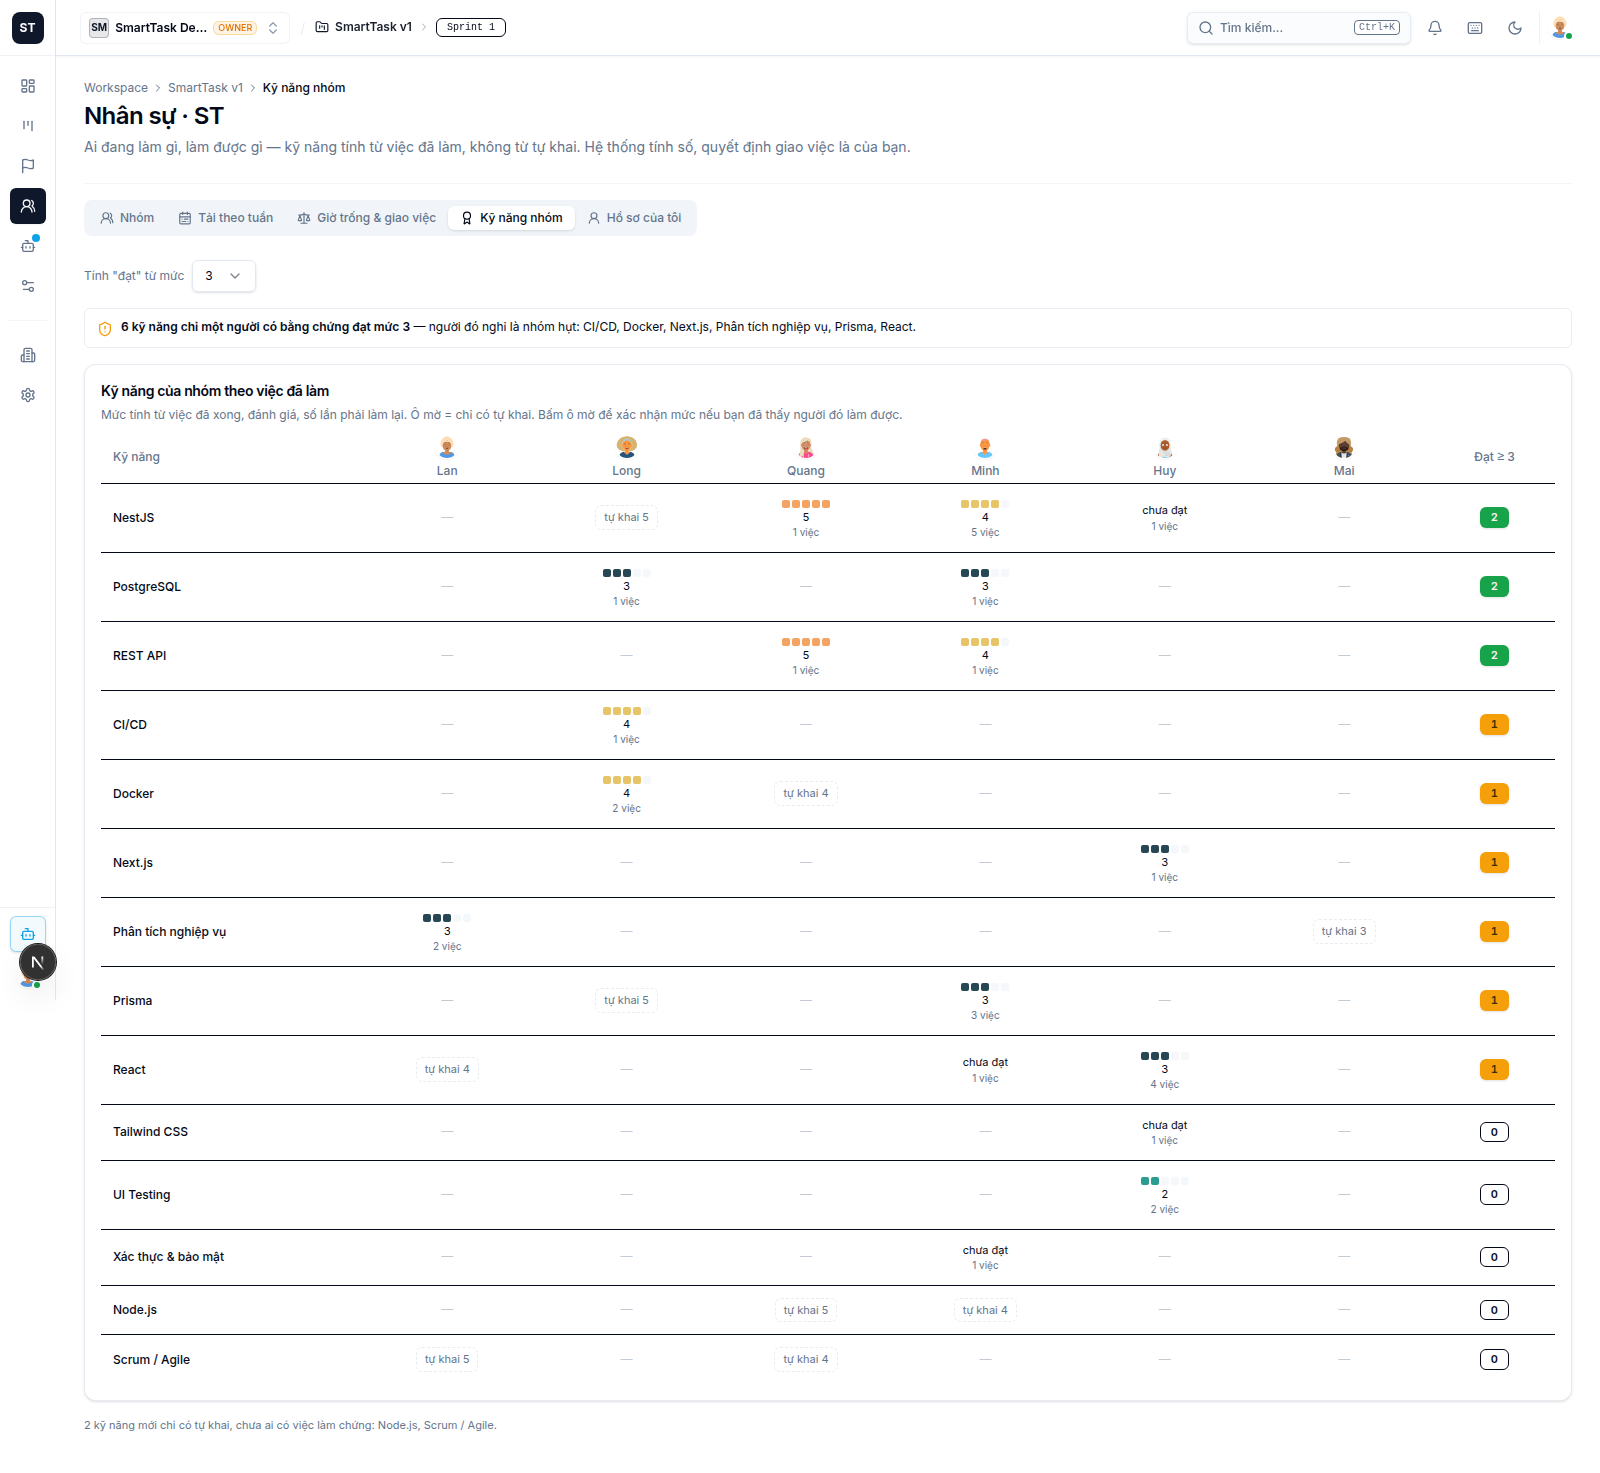 ST
SM SmartTask De... OWNER / SmartTask v1 Sprint 1
Tìm kiếm... Ctrl+K
Workspace > SmartTask v1 > Kỹ năng nhóm
Nhân sự · ST
Ai đang làm gì, làm được gì — kỹ năng tính từ việc đã làm, không từ tự khai. Hệ thống tính số, quyết định giao việc là của bạn.
Nhóm Tải theo tuần Giờ trống & giao việc Kỹ năng nhóm Hồ sơ của tôi
Tính "đạt" từ mức 3
6 kỹ năng chỉ một người có bằng chứng đạt mức 3 — người đó nghỉ là nhóm hụt: CI/CD, Docker, Next.js, Phân tích nghiệp vụ, Prisma, React.
Kỹ năng của nhóm theo việc đã làm
Mức tính từ việc đã xong, đánh giá, số lần phải làm lại. Ô mờ = chỉ có tự khai. Bấm ô mờ để xác nhận mức nếu bạn đã thấy người đó làm được.
Kỹ năng Lan Long Quang Minh Huy Mai Đạt ≥ 3
NestJS — tự khai 5 5 1 việc 4 5 việc chưa đạt 1 việc — 2
PostgreSQL — 3 1 việc — 3 1 việc — — 2
REST API — — 5 1 việc 4 1 việc — — 2
CI/CD — 4 1 việc — — — — 1
Docker — 4 2 việc tự khai 4 — — — 1
Next.js — — — — 3 1 việc — 1
Phân tích nghiệp vụ 3 2 việc — — — — tự khai 3 1
Prisma — tự khai 5 — 3 3 việc — — 1
React tự khai 4 — — chưa đạt 1 việc 3 4 việc — 1
Tailwind CSS — — — — chưa đạt 1 việc — 0
UI Testing — — — — 2 2 việc — 0
Xác thực & bảo mật — — — chưa đạt 1 việc — — 0
Node.js — — tự khai 5 tự khai 4 — — 0
Scrum / Agile tự khai 5 — tự khai 4 — — — 0
2 kỹ năng mới chỉ có tự khai, chưa ai có việc làm chứng: Node.js, Scrum / Agile.
N